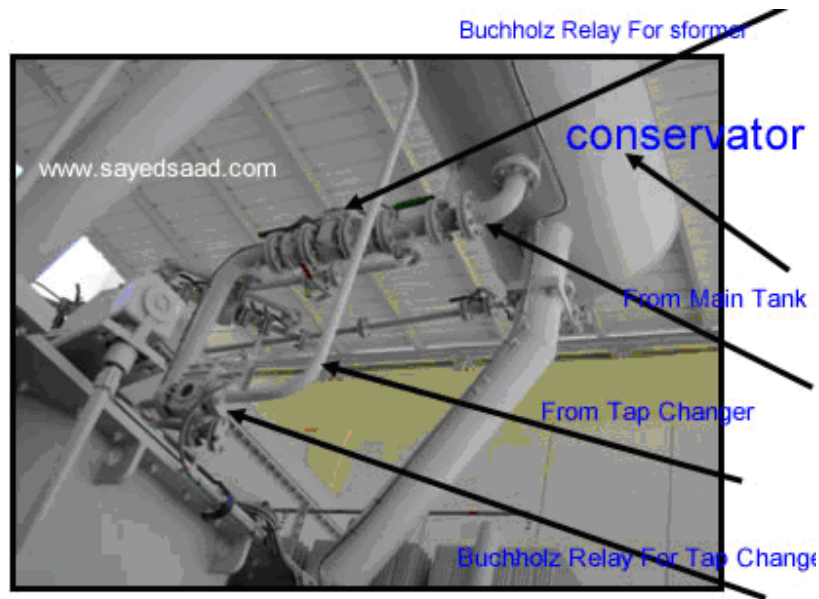 Buchholz Relay For sformer
conservator
www.sayedsaad.com
From Main Tank
From Tap Changer
Buchholz Relay For Tap Change